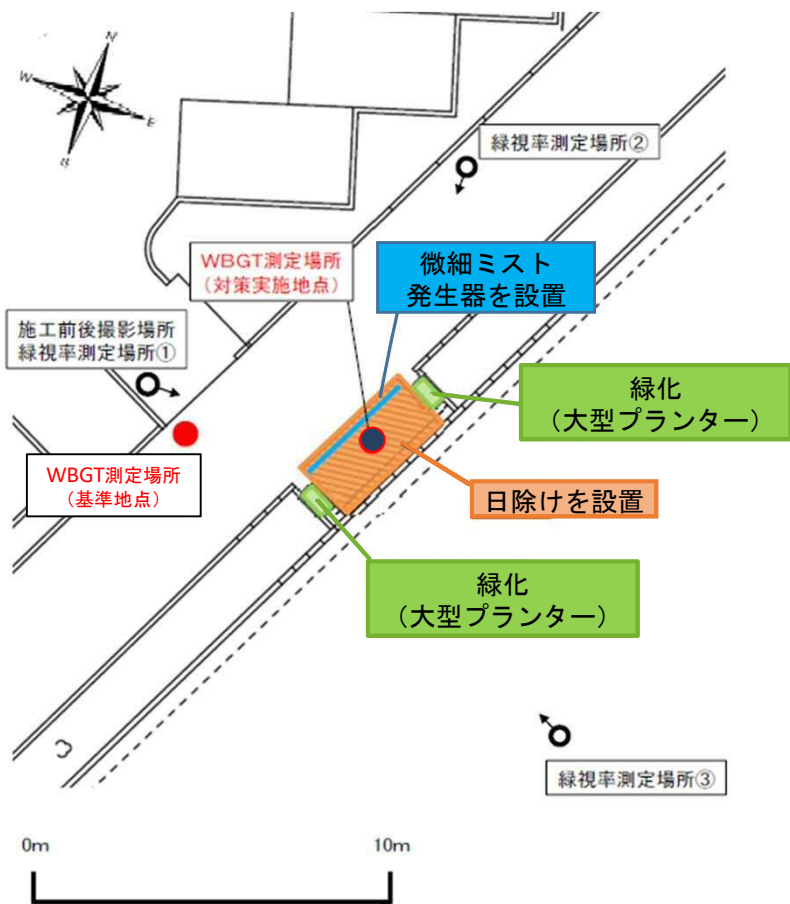 N
W
E
S
緑視率測定場所②
WBGT測定場所
(対策実施地点)
微細ミスト
発生器を設置
施工前後撮影場所
緑視率測定場所①
緑化
(大型プランター)
WBGT測定場所
(基準地点)
日除けを設置
緑化
(大型プランター)
緑視率測定場所③
0m
10m